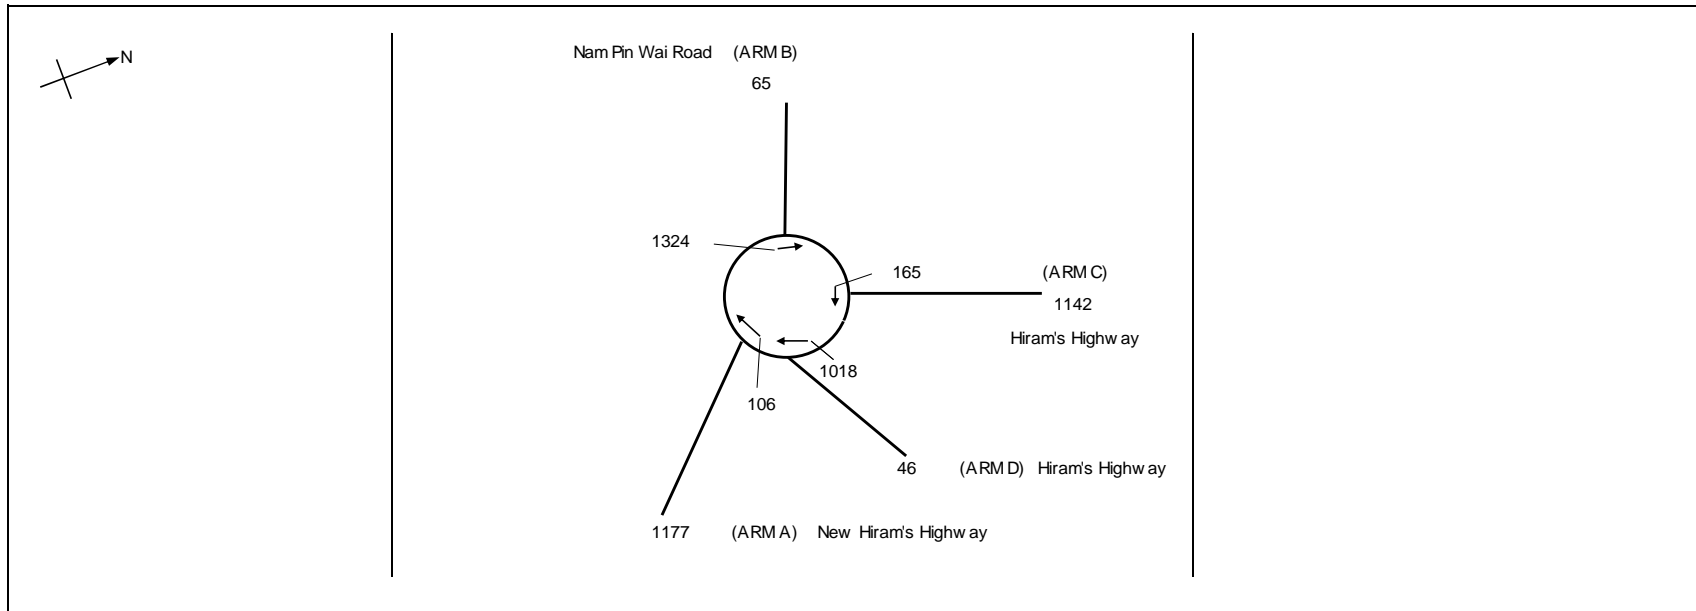 N
Nam Pin Wai Road (ARM B)
65
1324
165
(ARM C)
1142
Hiram's Highway
1018
106
46 (ARM D) Hiram's Highway
1177 (ARM A) New Hiram's Highway